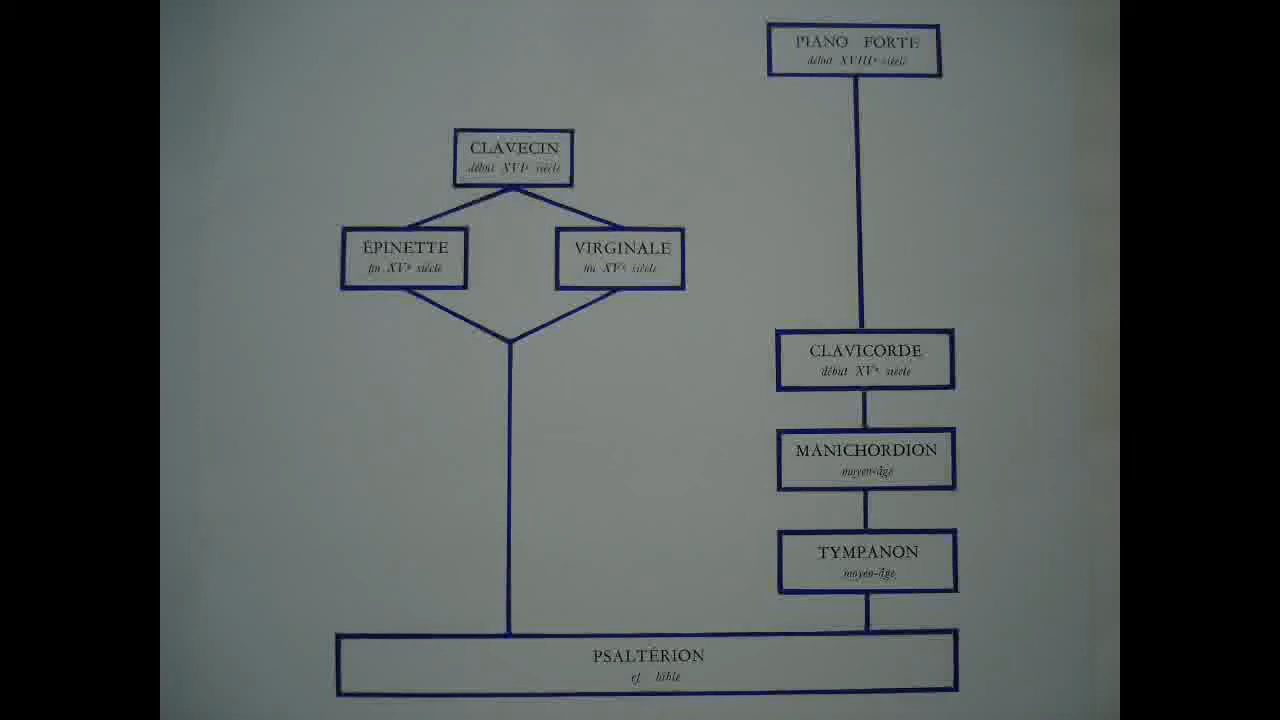 PIANO FORTE
début XVIIIe siècle
CLAVECIN
début XVIe siècle
ÉPINETTE
fin XVe siècle
VIRGINALE
fin XVe siècle
CLAVICORDE
début XVe siècle
MANICHORDION
moyen-âge
TYMPANON
moyen-âge
PSALTÉRION
cf bible